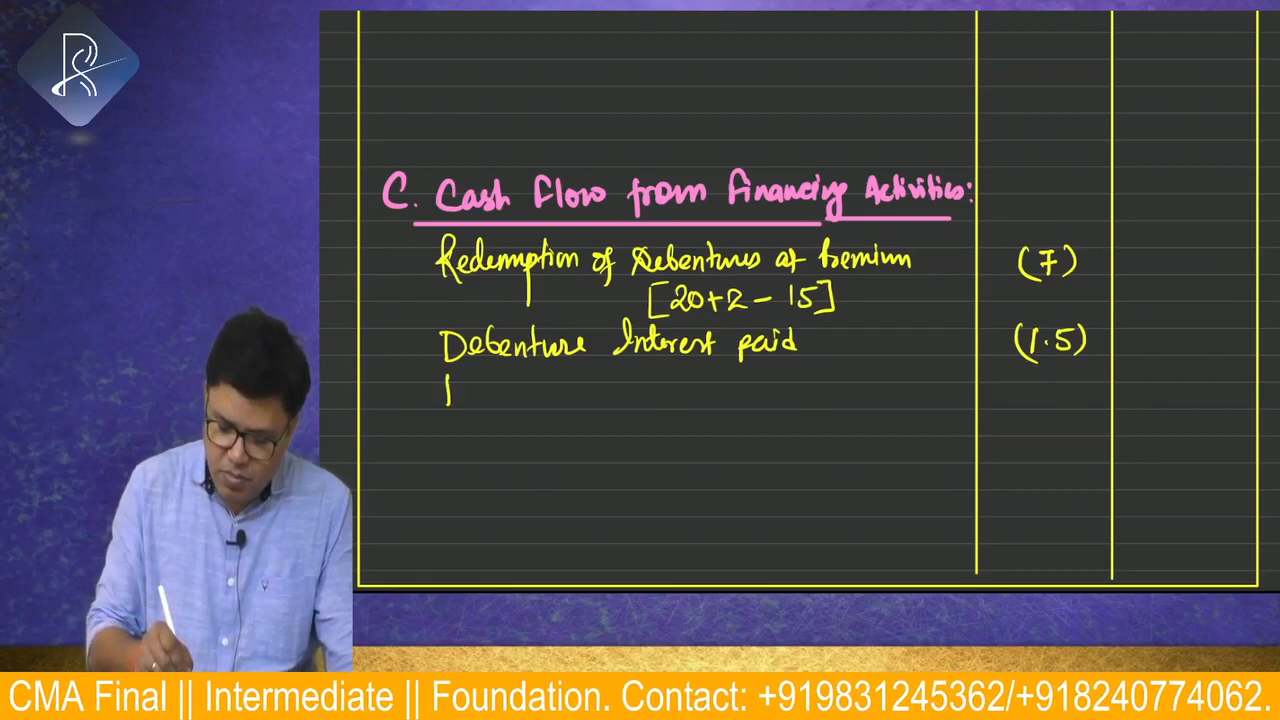 RS
C. Cash Flow from Financing Activities:
Redemption of Debentures at Premium (7)
[20+2-15]
Debenture Interest paid (1.5)
CMA Final || Intermediate || Foundation. Contact: +919831245362/+918240774062.